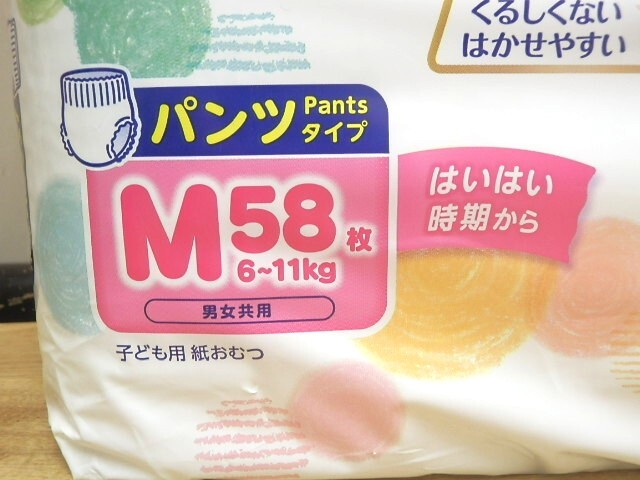 くるしくない
はかせやすい
パンツ Pants
タイプ
M 58枚
6~11kg
男女共用
はいはい
時期から
子ども用 紙おむつ